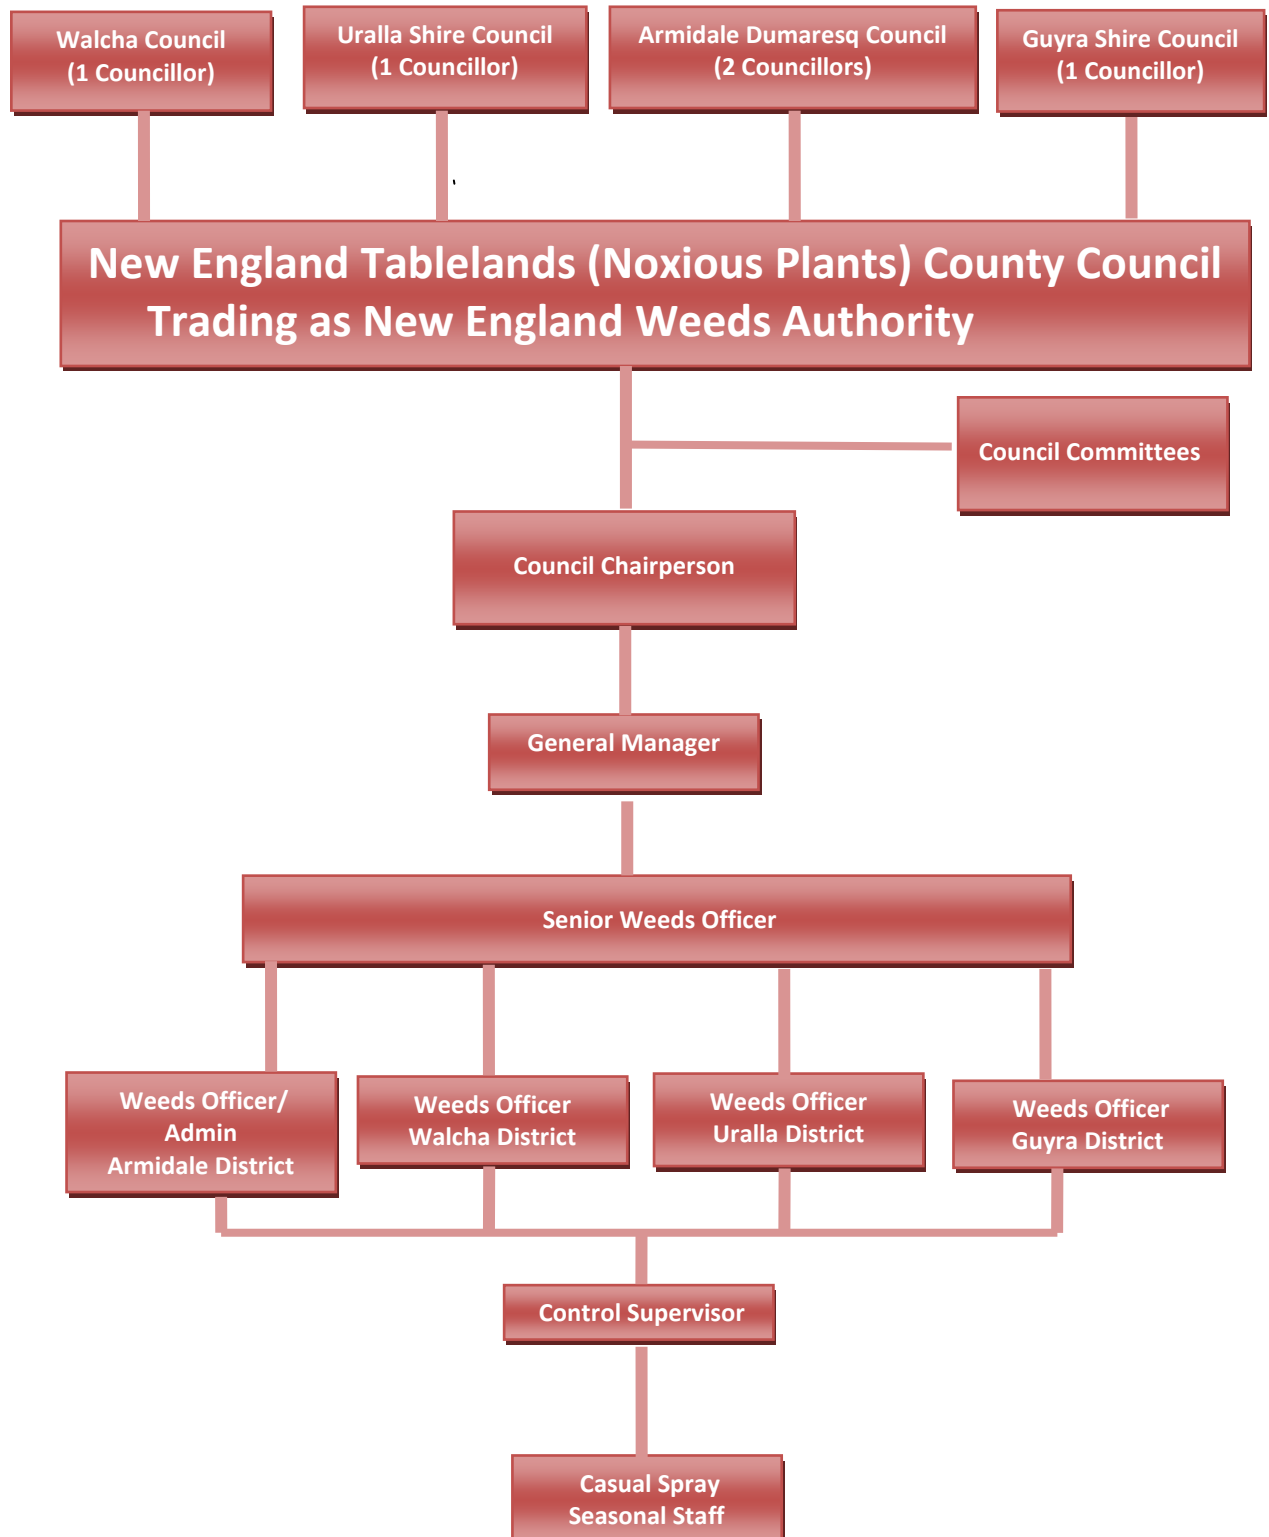 Walcha Council
(1 Councillor)
Uralla Shire Council
(1 Councillor)
Armidale Dumaresq Council
(2 Councillors)
Guyra Shire Council
(1 Councillor)
New England Tablelands (Noxious Plants) County Council
Trading as New England Weeds Authority
Council Committees
Council Chairperson
General Manager
Senior Weeds Officer
Weeds Officer/
Admin
Armidale District
Weeds Officer
Walcha District
Weeds Officer
Uralla District
Weeds Officer
Guyra District
Control Supervisor
Casual Spray
Seasonal Staff